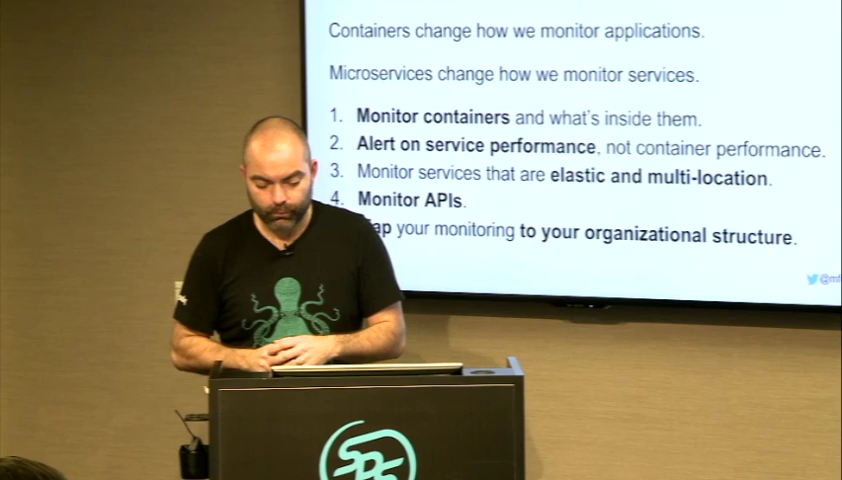 Containers change how we monitor applications.
Microservices change how we monitor services.
1. Monitor containers and what's inside them.
2. Alert on service performance, not container performance.
3. Monitor services that are elastic and multi-location.
4. Monitor APIs.
your monitoring to your organizational structure.